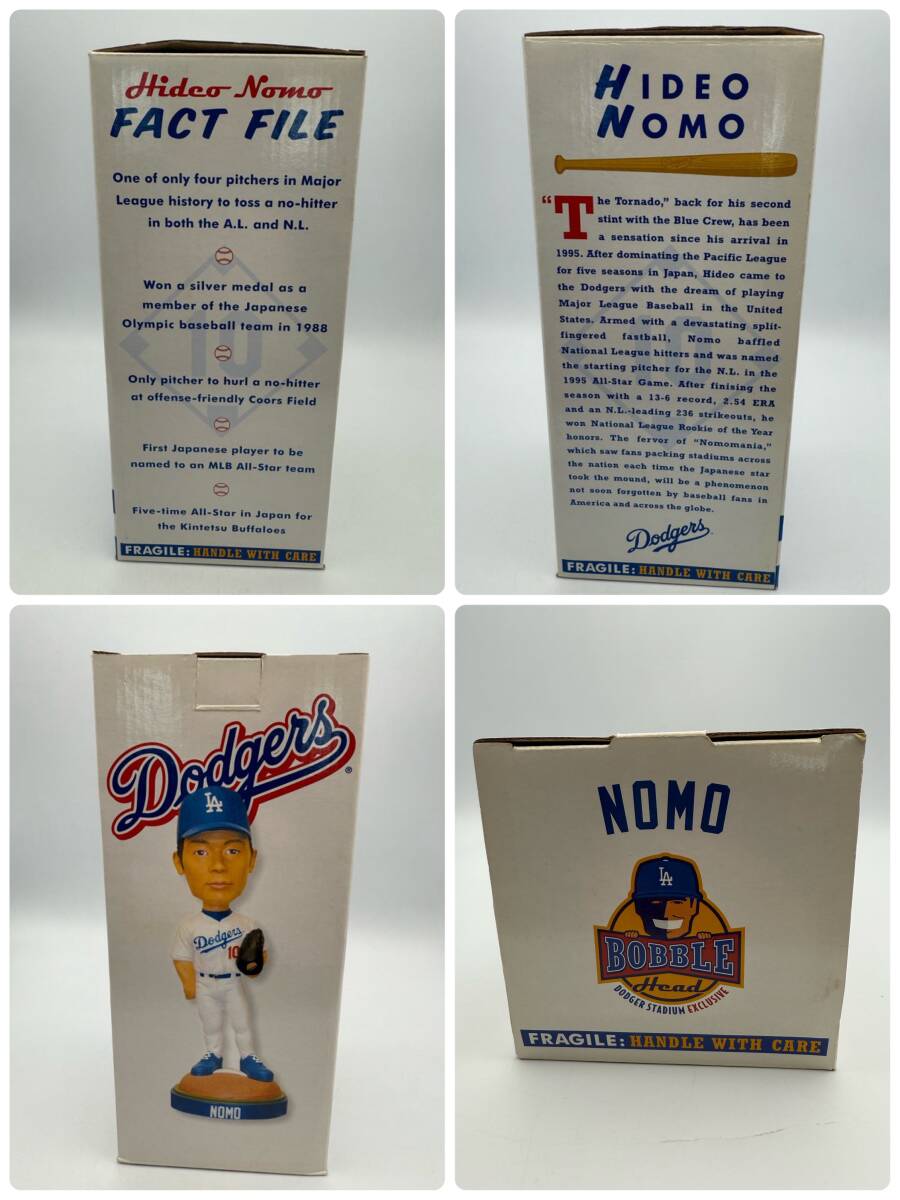 Hideo Nomo
FACT FILE
One of only four pitchers in Major
League history to toss a no-hitter
in both the A.L. and N.L.
Won a silver medal as a
member of the Japanese
Olympic baseball team in 1988
10
Only pitcher to hurl a no-hitter
at offense-friendly Coors Field
First Japanese player to be
named to an MLB All-Star team
Five-time All-Star in Japan for
the Kintetsu Buffaloes
FRAGILE: HANDLE WITH CARE
HIDEO
NOMO
“The Tornado,” back for his second
stint with the Blue Crew, has been
a sensation since his arrival in
1995. After dominating the Pacific League
for five seasons in Japan, Hideo came to
the Dodgers with the dream of playing
Major League Baseball in the United
States. Armed with a devastating split-
fingered fastball, Nomo baffled
National League hitters and was named
the starting pitcher for the N.L. in the
1995 All-Star Game. After finising the
season with a 13-6 record, 2.54 ERA
and an N.L.-leading 236 strikeouts, he
won National League Rookie of the Year
honors. The fervor of “Nomomania,”
which saw fans packing stadiums across
the nation each time the Japanese star
took the mound, will be a phenomenon
not soon forgotten by baseball fans in
America and across the globe.
Dodgers
FRAGILE: HANDLE WITH CARE
Dodgers®
LA
Dodgers
10
NOMO
NOMO
LA
BOBBLE
Head
DODGER STADIUM EXCLUSIVE
FRAGILE: HANDLE WITH CARE